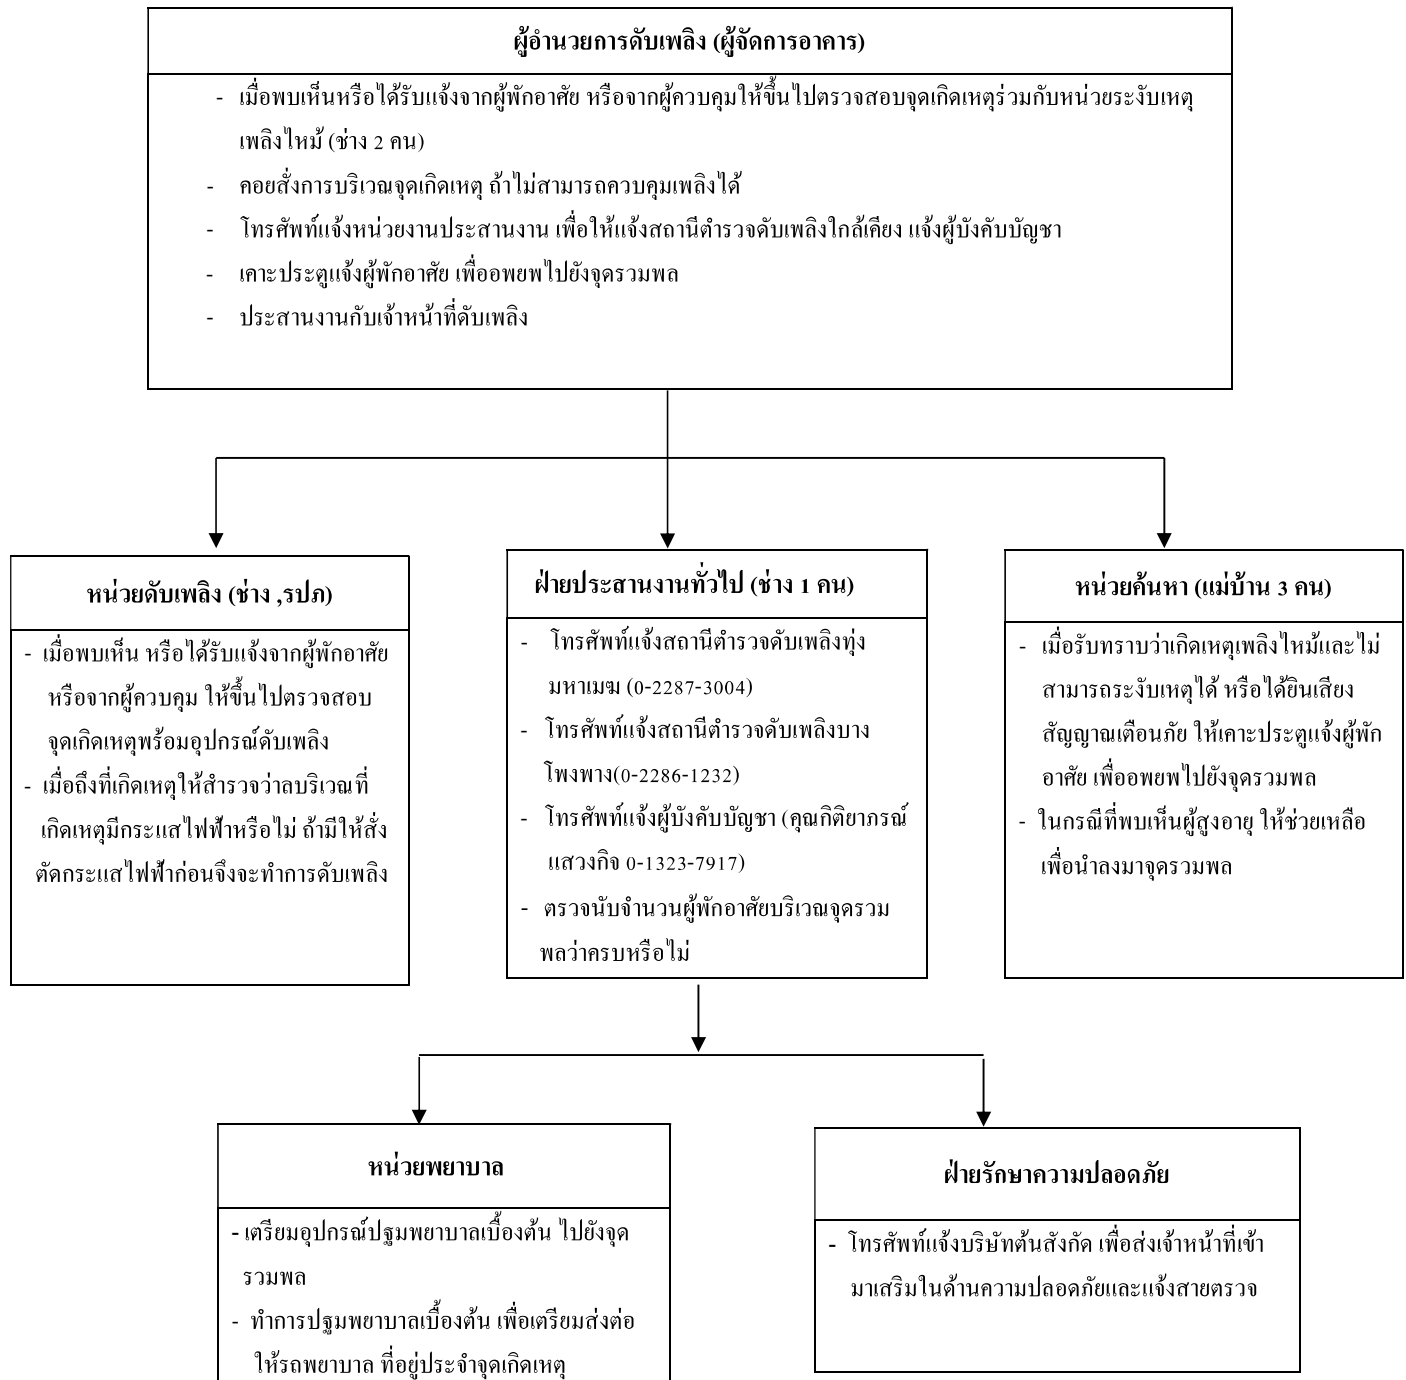 ผู้อำนวยการดับเพลิง (ผู้จัดการอาคาร)
- เมื่อพบเห็นหรือได้รับแจ้งจากผู้พักอาศัย หรือจากผู้ควบคุมให้ขึ้นไปตรวจสอบจุดเกิดเหตุร่วมกับหน่วยระงับเหตุ
เพลิงไหม้ (ช่าง 2 คน)
- คอยสั่งการบริเวณจุดเกิดเหตุ ถ้าไม่สามารถควบคุมเพลิงได้
- โทรศัพท์แจ้งหน่วยงานประสานงาน เพื่อให้แจ้งสถานีตำรวจดับเพลิงใกล้เคียง แจ้งผู้บังคับบัญชา
- เคาะประตูแจ้งผู้พักอาศัย เพื่ออพยพไปยังจุดรวมพล
- ประสานงานกับเจ้าหน้าที่ดับเพลิง
หน่วยดับเพลิง (ช่าง ,รปภ)
- เมื่อพบเห็น หรือได้รับแจ้งจากผู้พักอาศัย
หรือจากผู้ควบคุม ให้ขึ้นไปตรวจสอบ
จุดเกิดเหตุพร้อมอุปกรณ์ดับเพลิง
- เมื่อถึงที่เกิดเหตุให้สำรวจว่าลบริเวณที่
เกิดเหตุมีกระแสไฟฟ้าหรือไม่ ถ้ามีให้สั่ง
ตัดกระแสไฟฟ้าก่อนจึงจะทำการดับเพลิง
ฝ่ายประสานงานทั่วไป (ช่าง 1 คน)
- โทรศัพท์แจ้งสถานีตำรวจดับเพลิงทุ่ง
มหาเมฆ (0-2287-3004)
- โทรศัพท์แจ้งสถานีตำรวจดับเพลิงบาง
โพงพาง(0-2286-1232)
- โทรศัพท์แจ้งผู้บังคับบัญชา (คุณกิติยาภรณ์
แสวงกิจ 0-1323-7917)
- ตรวจนับจำนวนผู้พักอาศัยบริเวณจุดรวม
พลว่าครบหรือไม่
หน่วยค้นหา (แม่บ้าน 3 คน)
- เมื่อรับทราบว่าเกิดเหตุเพลิงไหม้และไม่
สามารถระงับเหตุได้ หรือได้ยินเสียง
สัญญาณเตือนภัย ให้เคาะประตูแจ้งผู้พัก
อาศัย เพื่ออพยพไปยังจุดรวมพล
- ในกรณีที่พบเห็นผู้สูงอายุ ให้ช่วยเหลือ
เพื่อนำลงมาจุดรวมพล
หน่วยพยาบาล
- เตรียมอุปกรณ์ปฐมพยาบาลเบื้องต้น ไปยังจุด
รวมพล
- ทำการปฐมพยาบาลเบื้องต้น เพื่อเตรียมส่งต่อ
ให้รถพยาบาล ที่อยู่ประจำจุดเกิดเหตุ
ฝ่ายรักษาความปลอดภัย
- โทรศัพท์แจ้งบริษัทต้นสังกัด เพื่อส่งเจ้าหน้าที่เข้า
มาเสริมในด้านความปลอดภัยและแจ้งสายตรวจ